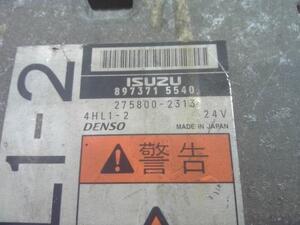 ISUZU
897371 5540
275800-2313
4HL1-2
24V
DENSO
MADE IN JAPAN
警告
L1-2